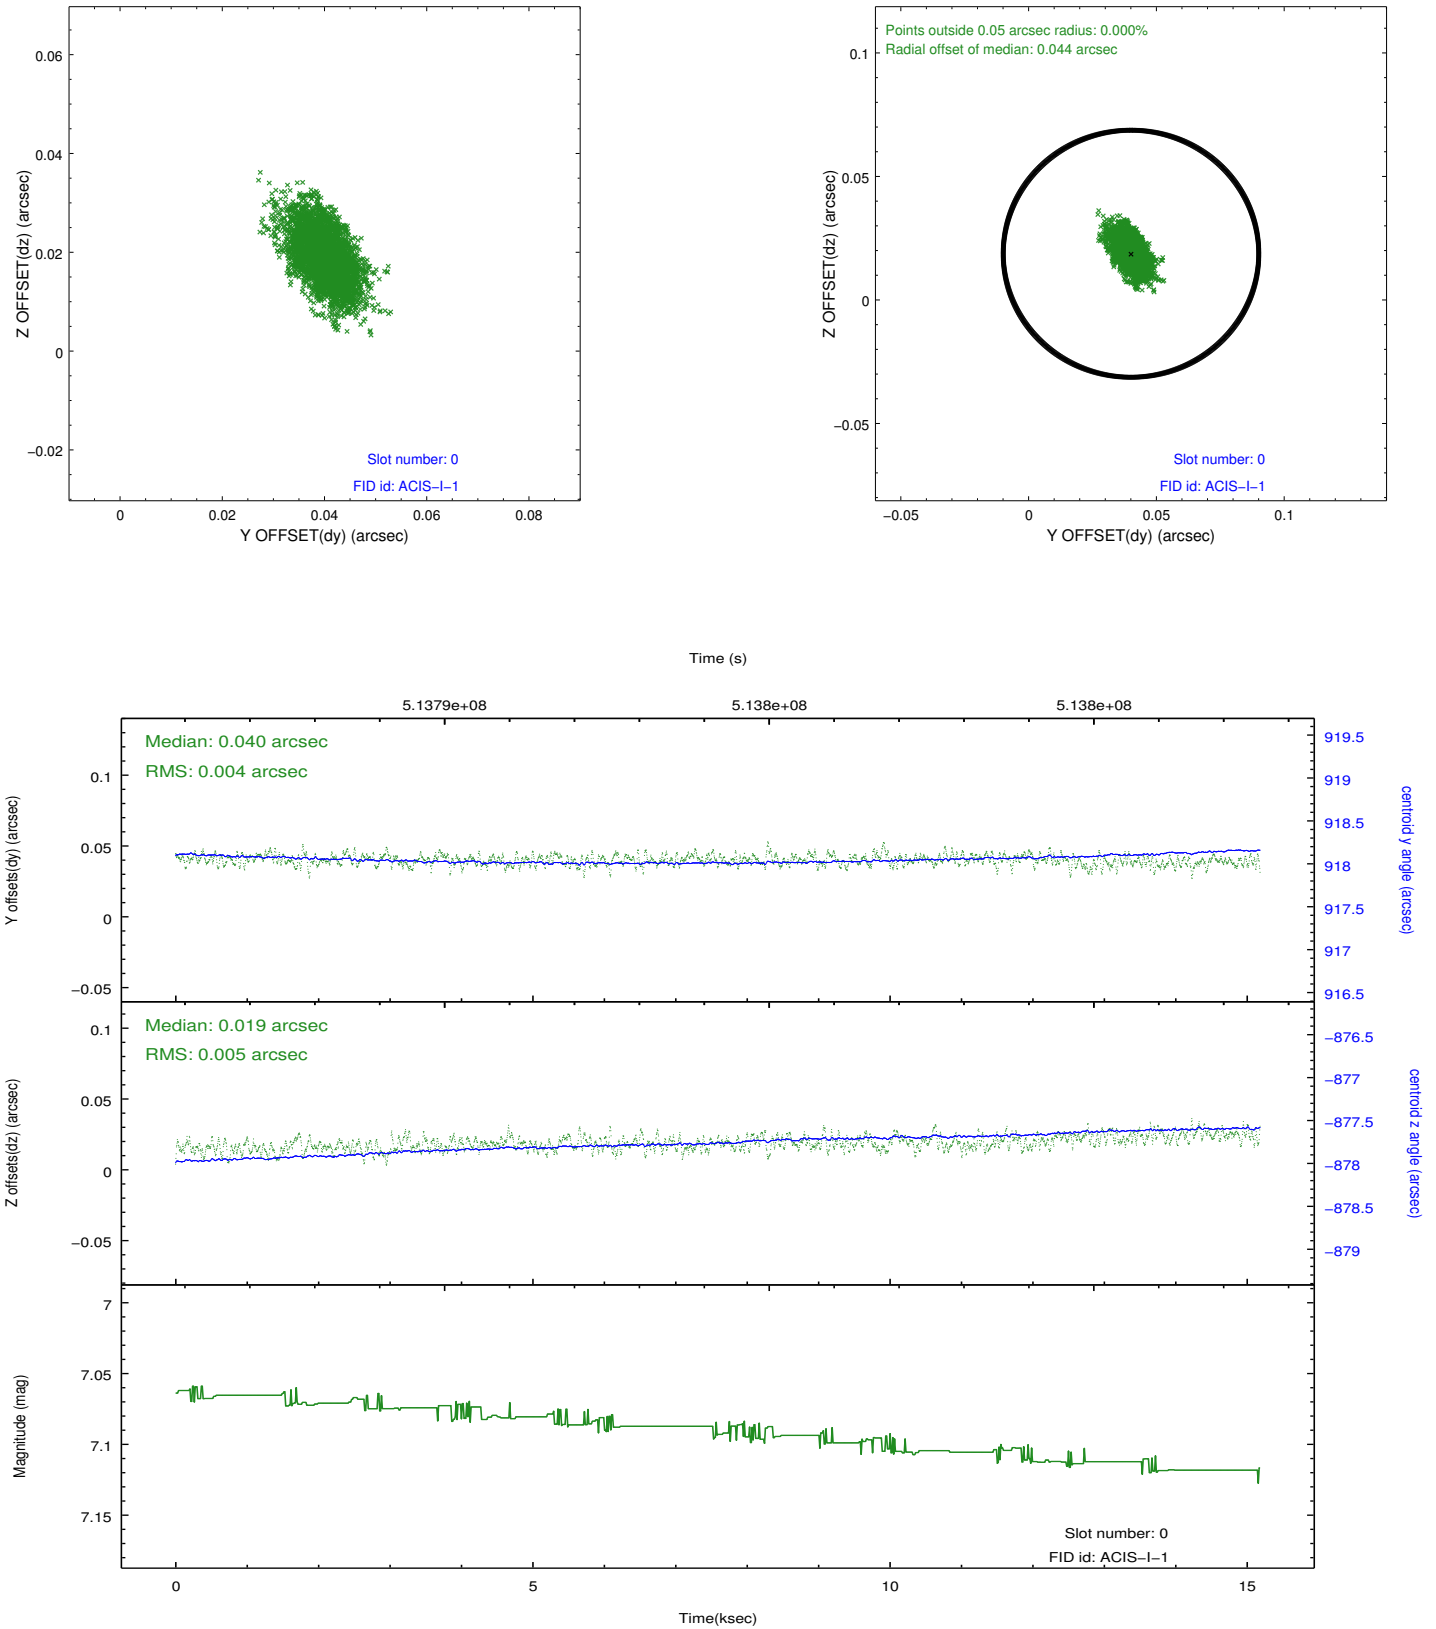 0.06
0.04
0.02
0
−0.02
Z OFFSET(dz) (arcsec)
Slot number: 0
FID id: ACIS−I−1
0
0.02
0.04
0.06
0.08
Y OFFSET(dy) (arcsec)
Points outside 0.05 arcsec radius: 0.000%
Radial offset of median: 0.044 arcsec
0.1
0.05
0
−0.05
Z OFFSET(dz) (arcsec)
Slot number: 0
FID id: ACIS−I−1
−0.05
0
0.05
0.1
Y OFFSET(dy) (arcsec)
Time (s)
5.1379e+08
5.138e+08
5.138e+08
Median: 0.040 arcsec
RMS: 0.004 arcsec
0.1
0.05
0
−0.05
Y offsets(dy) (arcsec)
919.5
919
918.5
918
917.5
917
916.5
centroid y angle (arcsec)
Median: 0.019 arcsec
RMS: 0.005 arcsec
0.1
0.05
0
−0.05
Z offsets(dz) (arcsec)
−876.5
−877
−877.5
−878
−878.5
−879
centroid z angle (arcsec)
7
7.05
7.1
7.15
Magnitude (mag)
Slot number: 0
FID id: ACIS−I−1
0
5
10
15
Time(ksec)